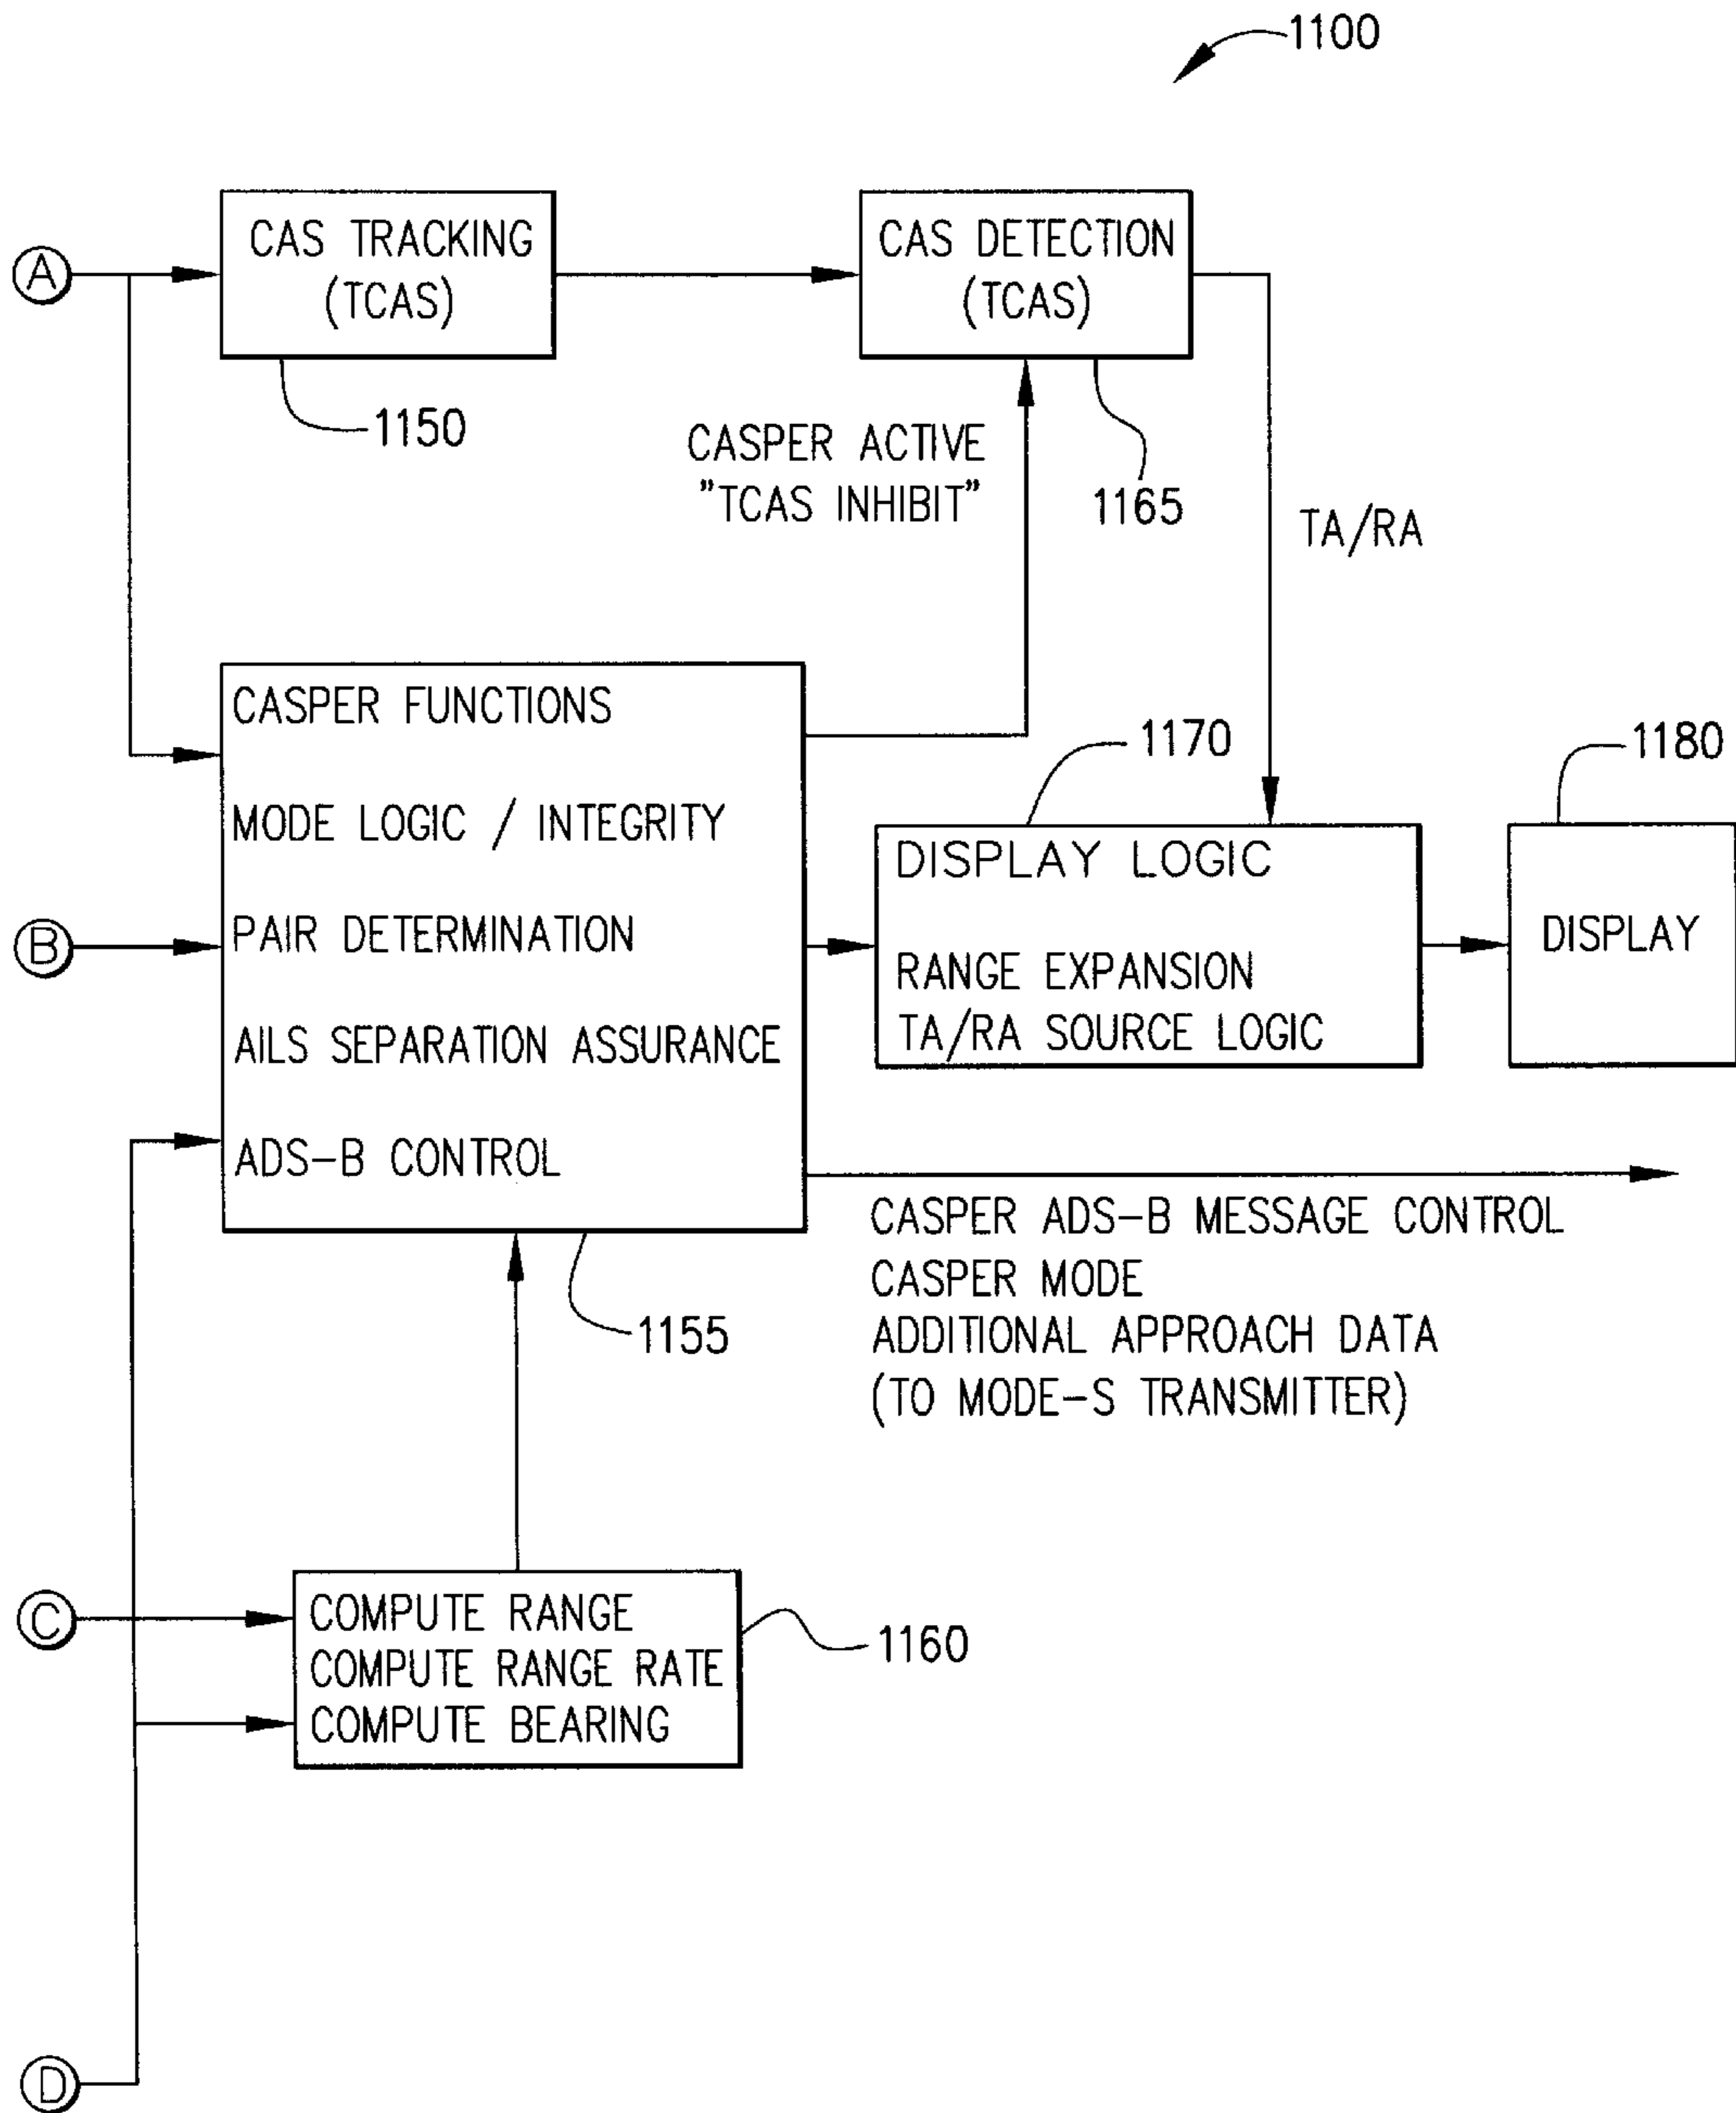 1100
A
CAS TRACKING
(TCAS)
1150
CAS DETECTION
(TCAS)
1165
CASPER ACTIVE
"TCAS INHIBIT"
TA/RA
CASPER FUNCTIONS
MODE LOGIC / INTEGRITY
B
PAIR DETERMINATION
AILS SEPARATION ASSURANCE
ADS-B CONTROL
1155
1170
DISPLAY LOGIC
RANGE EXPANSION
TA/RA SOURCE LOGIC
1180
DISPLAY
CASPER ADS-B MESSAGE CONTROL
CASPER MODE
ADDITIONAL APPROACH DATA
(TO MODE-S TRANSMITTER)
C
COMPUTE RANGE
COMPUTE RANGE RATE
COMPUTE BEARING
1160
D